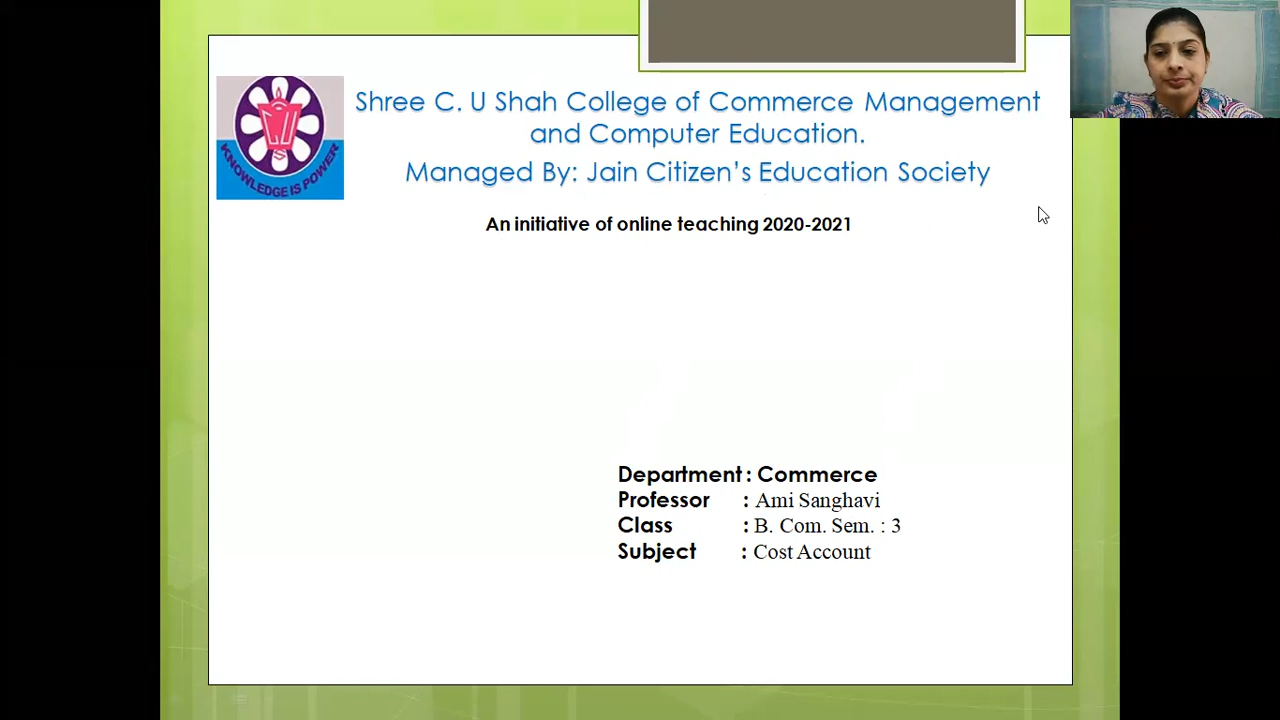 Shree C. U Shah College of Commerce Management
and Computer Education.
Managed By: Jain Citizen's Education Society
KNOWLEDGE IS POWER
An initiative of online teaching 2020-2021
Department : Commerce
Professor : Ami Sanghavi
Class : B. Com. Sem. : 3
Subject : Cost Account